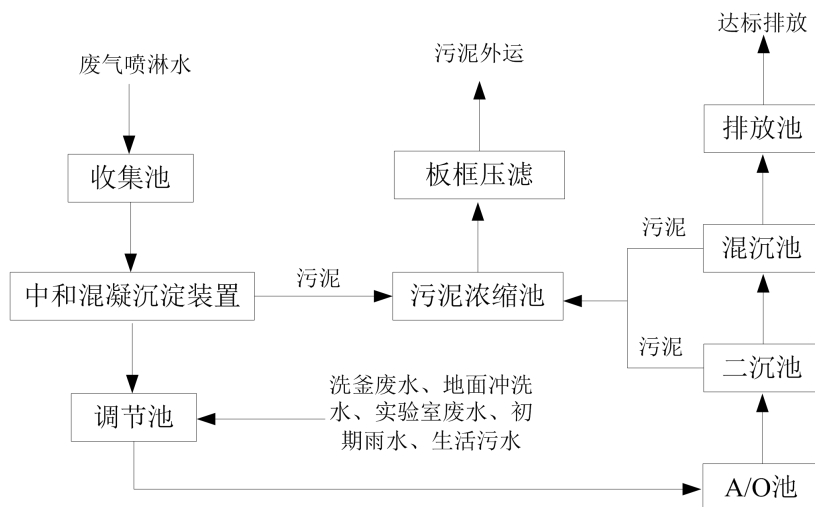 达标排放
废气喷淋水
污泥外运
排放池
收集池
板框压滤
污泥
混沉池
中和混凝沉淀装置
污泥
污泥浓缩池
污泥
二沉池
洗釜废水、地面冲洗
水、实验室废水、初
期雨水、生活污水
调节池
A/O池